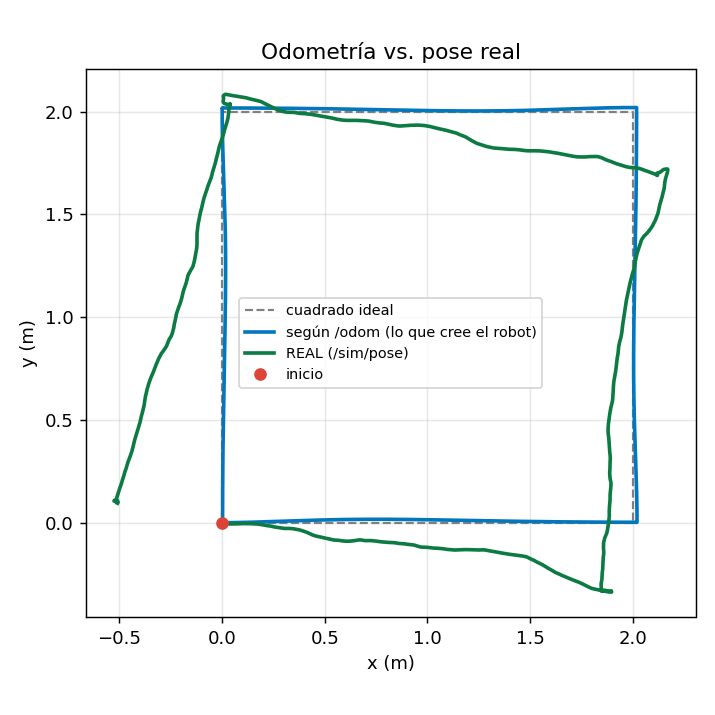 Odometría vs. pose real
2.0
1.5
1.0
0.5
0.0
y (m)
cuadrado ideal
según /odom (lo que cree el robot)
REAL (/sim/pose)
inicio
−0.5
0.0
0.5
1.0
1.5
2.0
x (m)